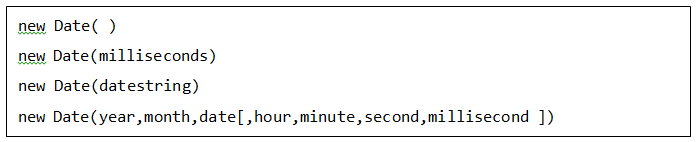 new Date( )
new Date(milliseconds)
new Date(datestring)
new Date(year,month,date[,hour,minute,second,millisecond ])